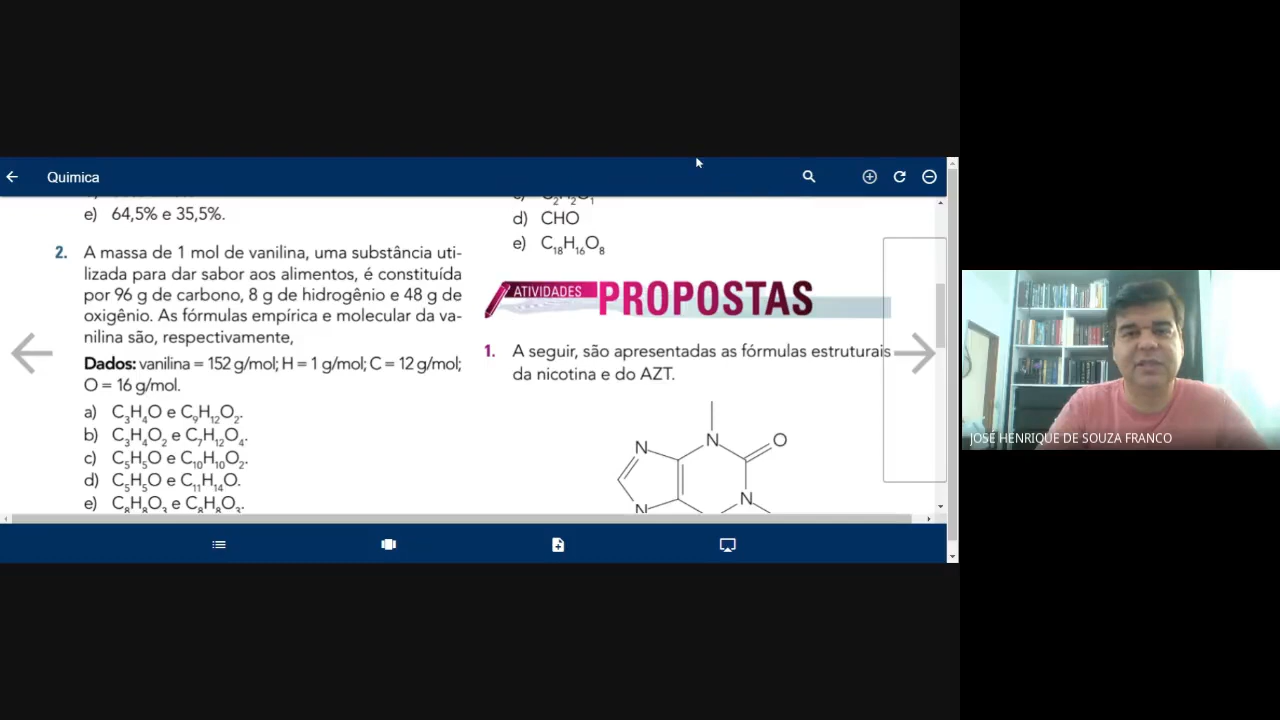 Quimica
e) 64,5% e 35,5%.
2. A massa de 1 mol de vanilina, uma substância uti-
lizada para dar sabor aos alimentos, é constituída
por 96 g de carbono, 8 g de hidrogênio e 48 g de
oxigênio. As fórmulas empírica e molecular da va-
nilina são, respectivamente,
Dados: vanilina = 152 g/mol; H = 1 g/mol; C = 12 g/mol;
O = 16 g/mol.
a) C₃H₄O e C₉H₁₂O₂.
b) C₃H₄O₂ e C₇H₁₂O₄.
c) C₅H₅O e C₁₀H₁₀O₂.
d) C₅H₅O e C₁₁H₁₄O.
e) C₈H₈O₃ e C₈H₈O₃.
c) C₂H₂O₁
d) CHO
e) C₁₈H₁₆O₈
ATIVIDADES PROPOSTAS
1. A seguir, são apresentadas as fórmulas estruturais
da nicotina e do AZT.
N
N
O
N
N
JOSÉ HENRIQUE DE SOUZA FRANCO